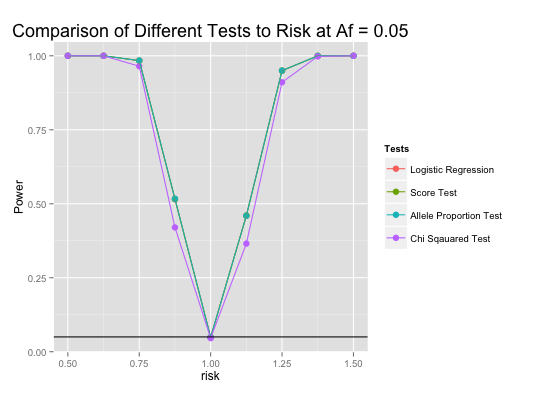 Comparison of Different Tests to Risk at Af = 0.05
1.00
0.75
0.50
0.25
0.00
Power
0.50
0.75
1.00
1.25
1.50
risk
Tests
Logistic Regression
Score Test
Allele Proportion Test
Chi Sqauared Test